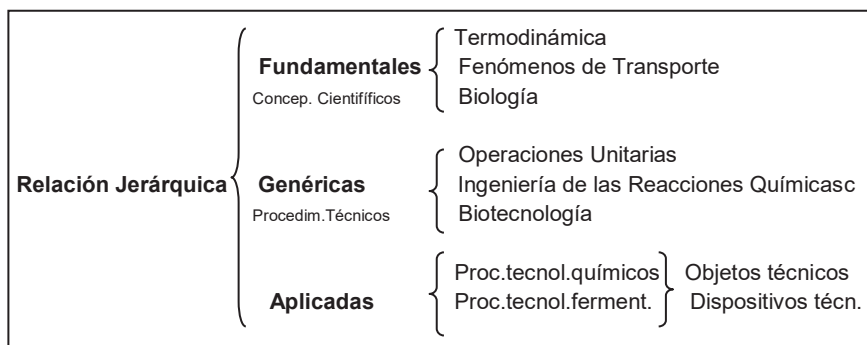 Termodinámica
Fundamentales
Fenómenos de Transporte
Concep. Cientifíficos
Biología
Operaciones Unitarias
Relación Jerárquica
Genéricas
Ingeniería de las Reacciones Químicasc
Procedim.Técnicos
Biotecnología
Proc.tecnol.químicos
Objetos técnicos
Aplicadas
Proc.tecnol.ferment.
Dispositivos técn.